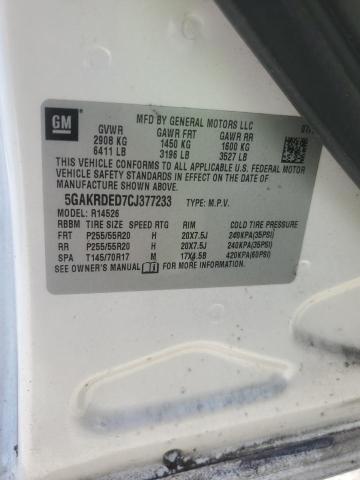 GM
MFD BY GENERAL MOTORS LLC
GVWR GAWR FRT GAWR RR
2908 KG 1450 KG 1600 KG
6411 LB 3196 LB 3527 LB
THIS VEHICLE CONFORMS TO ALL APPLICABLE U.S. FEDERAL MOTOR
VEHICLE SAFETY STANDARDS IN EFFECT ON THE DATE OF
MANUFACTURE SHOWN ABOVE.
5GAKRDED7CJ377233 TYPE: M.P.V.
MODEL: R14526
RBBM TIRE SIZE SPEED RTG RIM COLD TIRE PRESSURE
FRT P255/55R20 H 20X7.5J 240KPA(35PSI)
RR P255/55R20 H 20X7.5J 240KPA(35PSI)
SPA T145/70R17 M 17X4.5B 420KPA(60PSI)
SEE OWNER'S MANUAL FOR MORE INFORMATION.